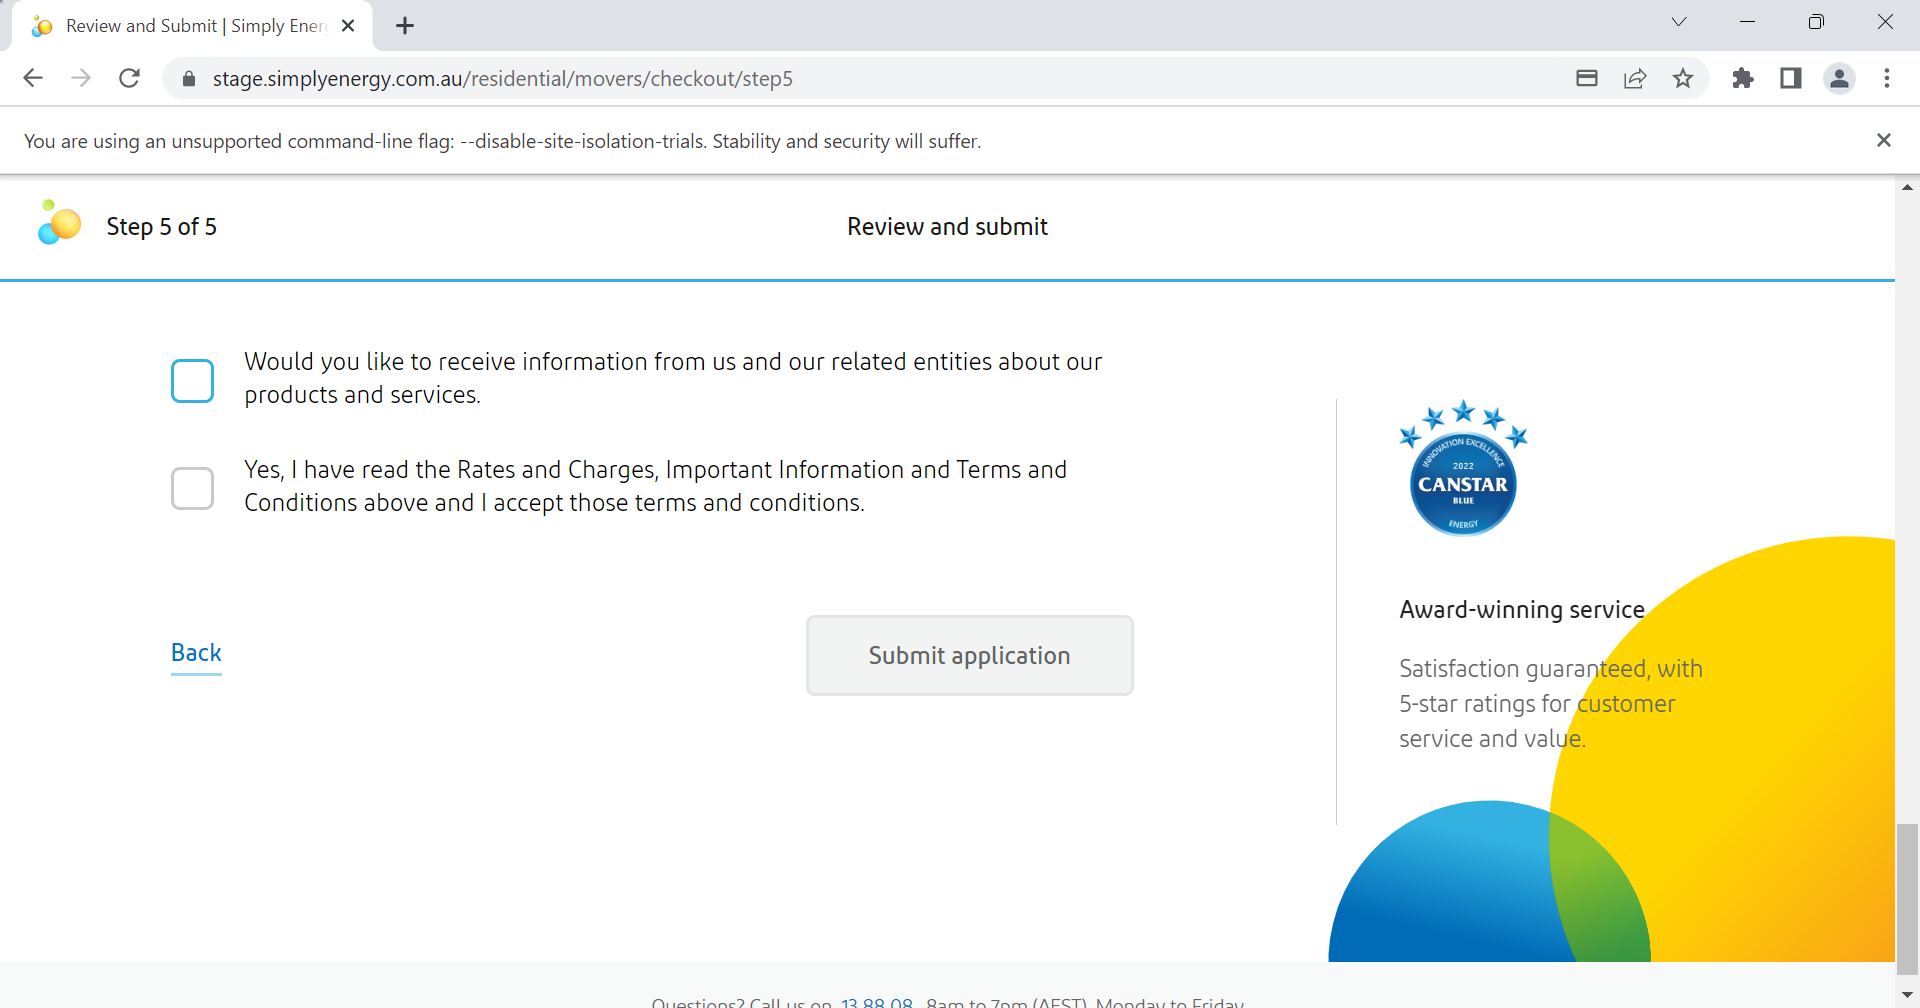 Review and Submit | Simply Ener
stage.simplyenergy.com.au/residential/movers/checkout/step5
You are using an unsupported command-line flag: --disable-site-isolation-trials. Stability and security will suffer.
Step 5 of 5
Review and submit
Would you like to receive information from us and our related entities about our
products and services.
Yes, I have read the Rates and Charges, Important Information and Terms and
Conditions above and I accept those terms and conditions.
Back
Submit application
INNOVATION EXCELLENCE
2022
CANSTAR
BLUE
ENERGY
Award-winning service
Satisfaction guaranteed, with
5-star ratings for customer
service and value.
Questions? Call us on 13 88 08 8am to 7pm (AEST), Monday to Friday